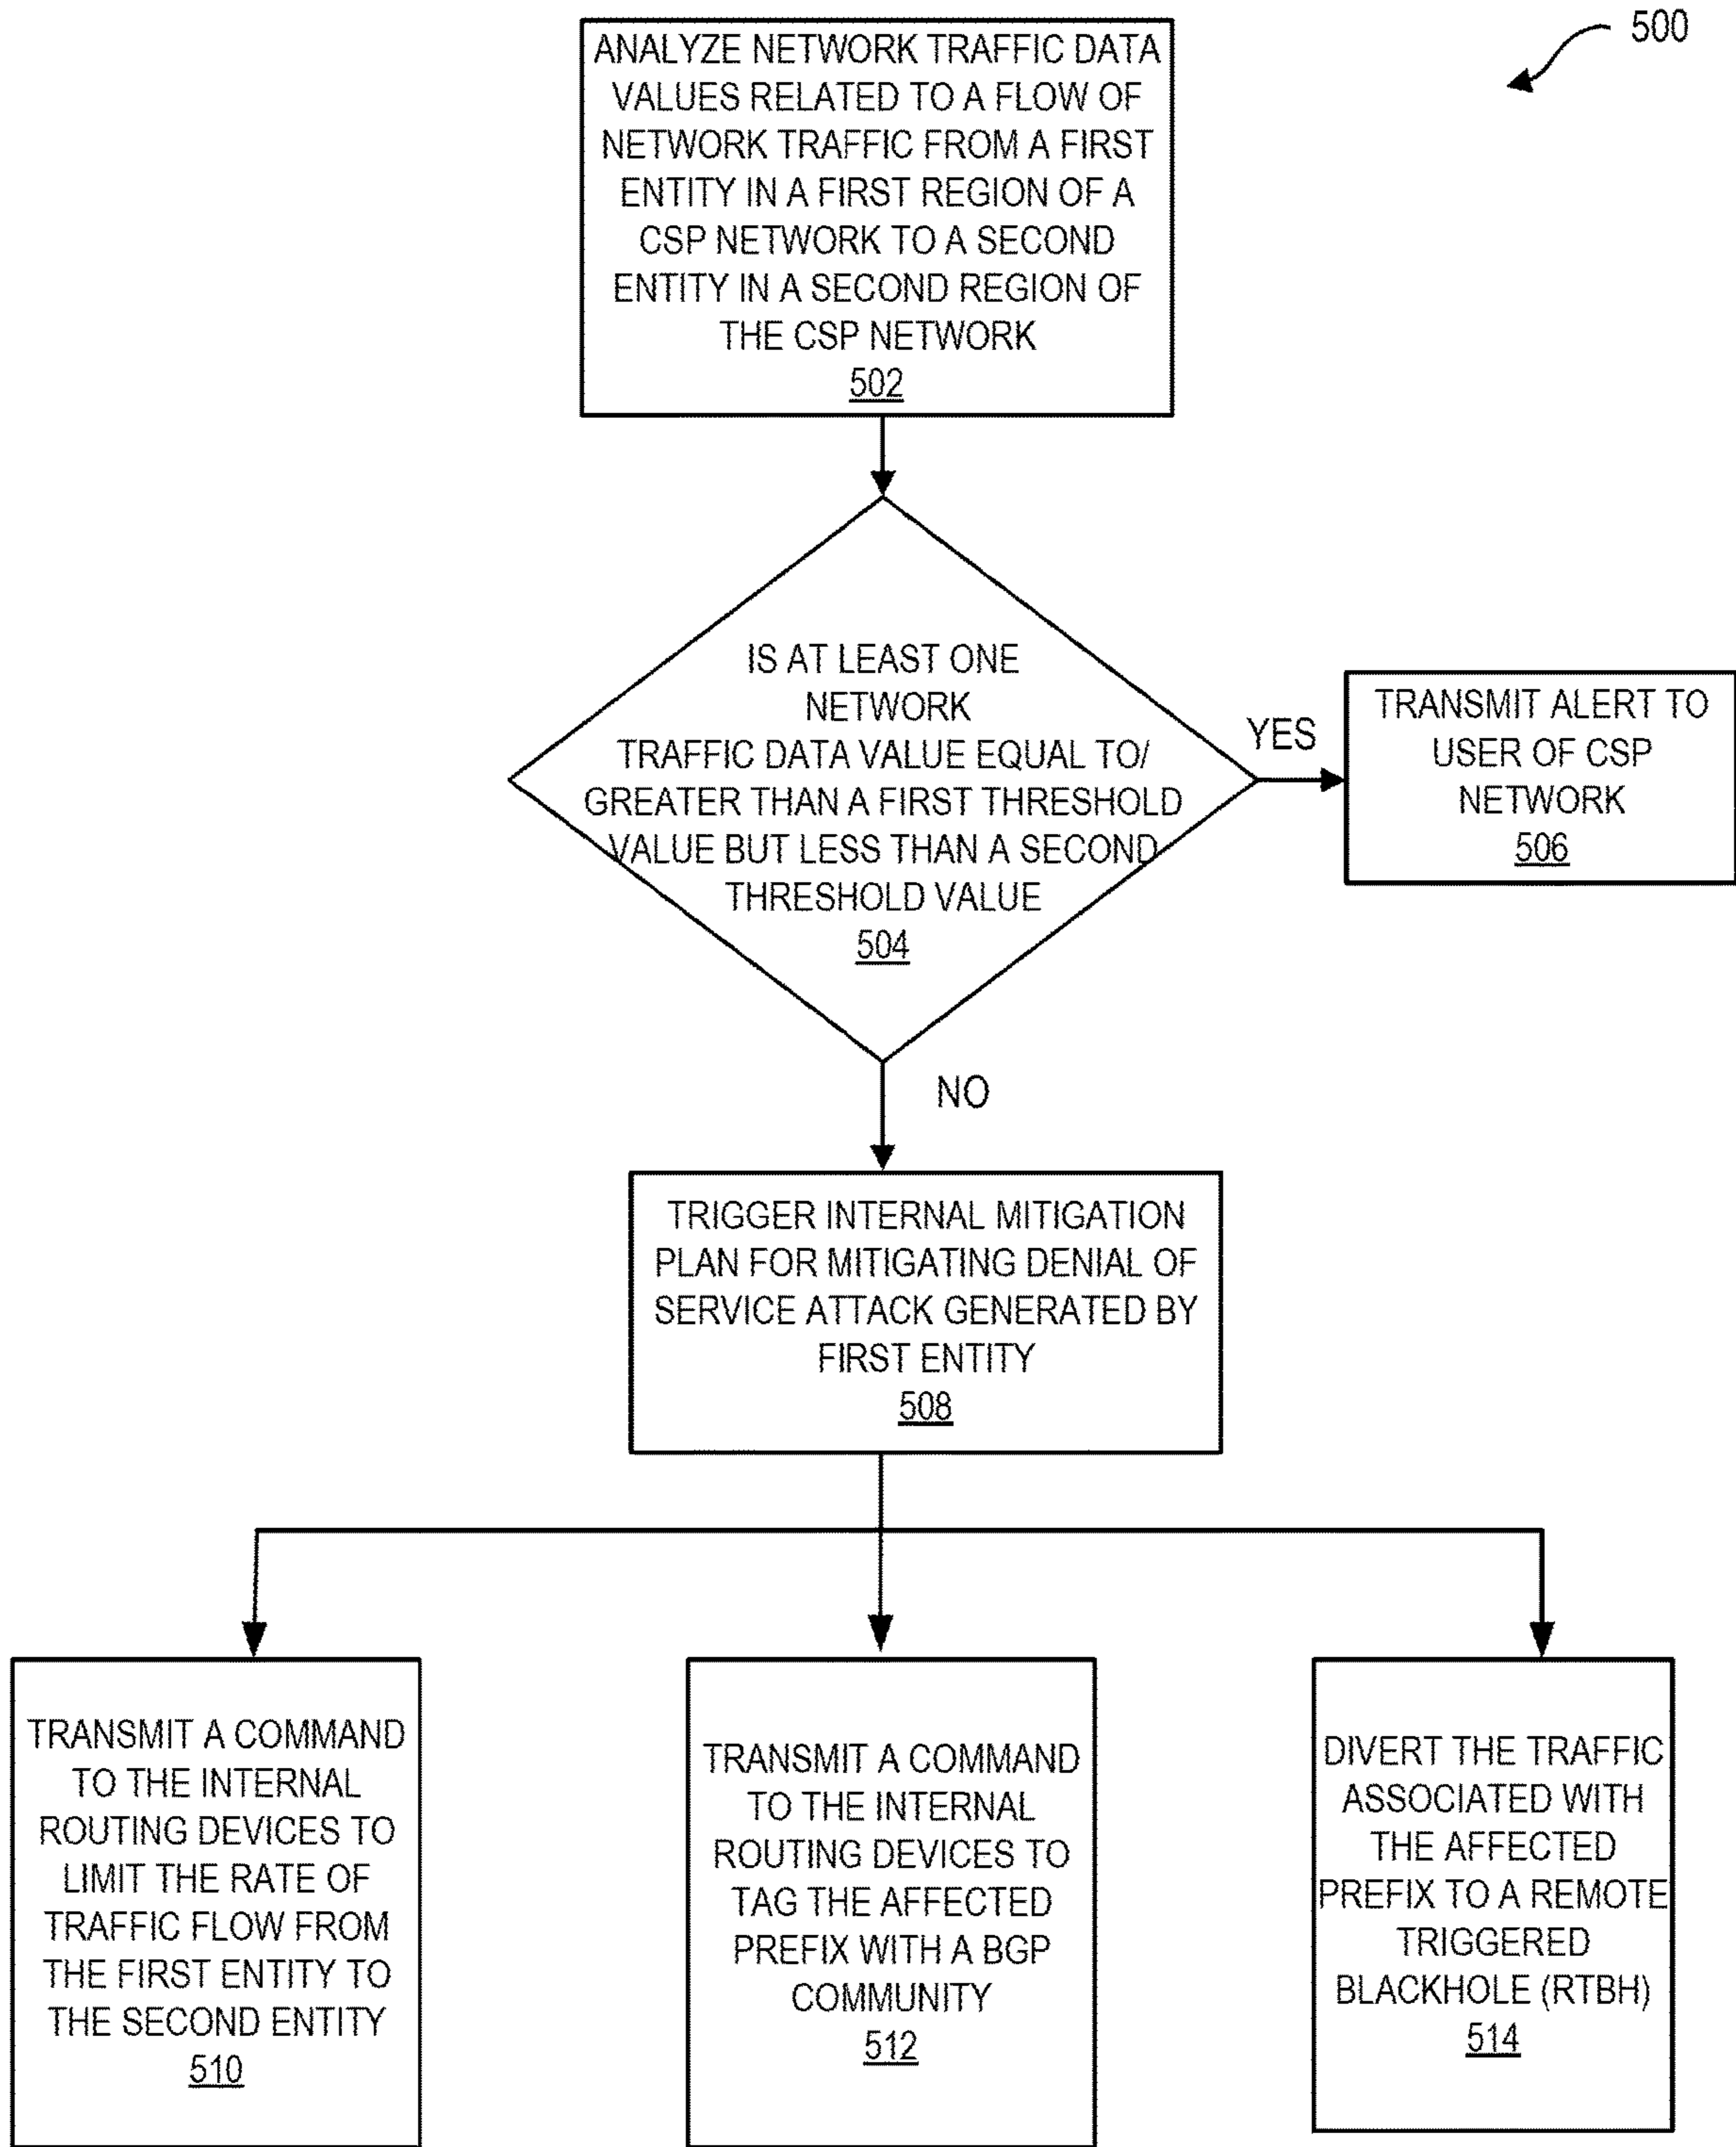 500
ANALYZE NETWORK TRAFFIC DATA
VALUES RELATED TO A FLOW OF
NETWORK TRAFFIC FROM A FIRST
ENTITY IN A FIRST REGION OF A
CSP NETWORK TO A SECOND
ENTITY IN A SECOND REGION OF
THE CSP NETWORK
502
IS AT LEAST ONE
NETWORK
TRAFFIC DATA VALUE EQUAL TO/
GREATER THAN A FIRST THRESHOLD
VALUE BUT LESS THAN A SECOND
THRESHOLD VALUE
504
YES
TRANSMIT ALERT TO
USER OF CSP
NETWORK
506
NO
TRIGGER INTERNAL MITIGATION
PLAN FOR MITIGATING DENIAL OF
SERVICE ATTACK GENERATED BY
FIRST ENTITY
508
TRANSMIT A COMMAND
TO THE INTERNAL
ROUTING DEVICES TO
LIMIT THE RATE OF
TRAFFIC FLOW FROM
THE FIRST ENTITY TO
THE SECOND ENTITY
510
TRANSMIT A COMMAND
TO THE INTERNAL
ROUTING DEVICES TO
TAG THE AFFECTED
PREFIX WITH A BGP
COMMUNITY
512
DIVERT THE TRAFFIC
ASSOCIATED WITH
THE AFFECTED
PREFIX TO A REMOTE
TRIGGERED
BLACKHOLE (RTBH)
514